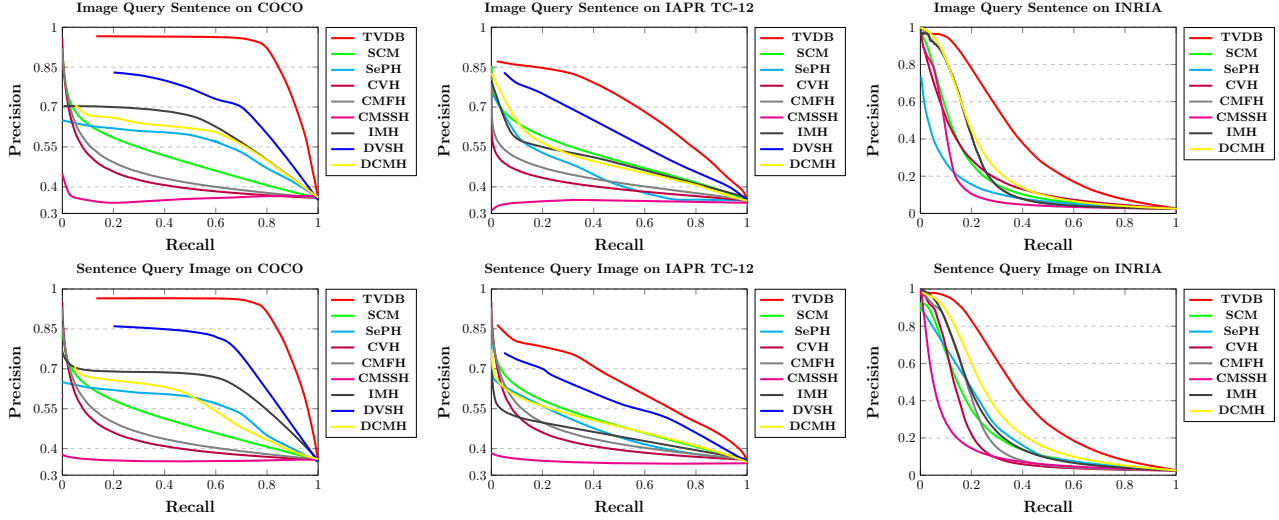 Image Query Sentence on COCO
Precision
1
0.85
0.7
0.55
0.4
0.3
0
0.2
0.4
0.6
0.8
1
Recall
TVDB
SCM
SePH
CVH
CMFH
CMSSH
IMH
DVSH
DCMH
Image Query Sentence on IAPR TC-12
Precision
1
0.85
0.7
0.55
0.4
0.3
0
0.2
0.4
0.6
0.8
1
Recall
TVDB
SCM
SePH
CVH
CMFH
CMSSH
IMH
DVSH
DCMH
Image Query Sentence on INRIA
Precision
1
0.8
0.6
0.4
0.2
0
0
0.2
0.4
0.6
0.8
1
Recall
TVDB
SCM
SePH
CVH
CMFH
CMSSH
IMH
DCMH
Sentence Query Image on COCO
Precision
1
0.85
0.7
0.55
0.4
0.3
0
0.2
0.4
0.6
0.8
1
Recall
TVDB
SCM
SePH
CVH
CMFH
CMSSH
IMH
DVSH
DCMH
Sentence Query Image on IAPR TC-12
Precision
1
0.85
0.7
0.55
0.4
0.3
0
0.2
0.4
0.6
0.8
1
Recall
TVDB
SCM
SePH
CVH
CMFH
CMSSH
IMH
DVSH
DCMH
Sentence Query Image on INRIA
Precision
1
0.8
0.6
0.4
0.2
0
0
0.2
0.4
0.6
0.8
1
Recall
TVDB
SCM
SePH
CVH
CMFH
CMSSH
IMH
DCMH